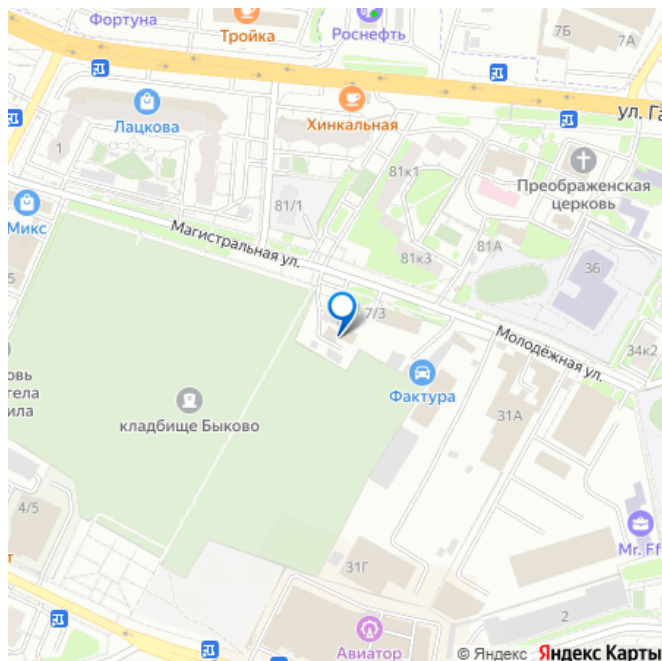 Фортуна
Тройка
Роснефть
7Б
7А
Лацкова
Хинкальная
ул. Га
1
81к1
Преображенская
церковь
Микс
81/1
Магистральная ул.
81к3
81А
36
5
7/3
Молодёжная ул.
34к2
овь
гела
ила
Фактура
кладбище Быково
31А
4/5
т
31Г
Mr. Ff
2
Авиатор
© Яндекс Яндекс Карты